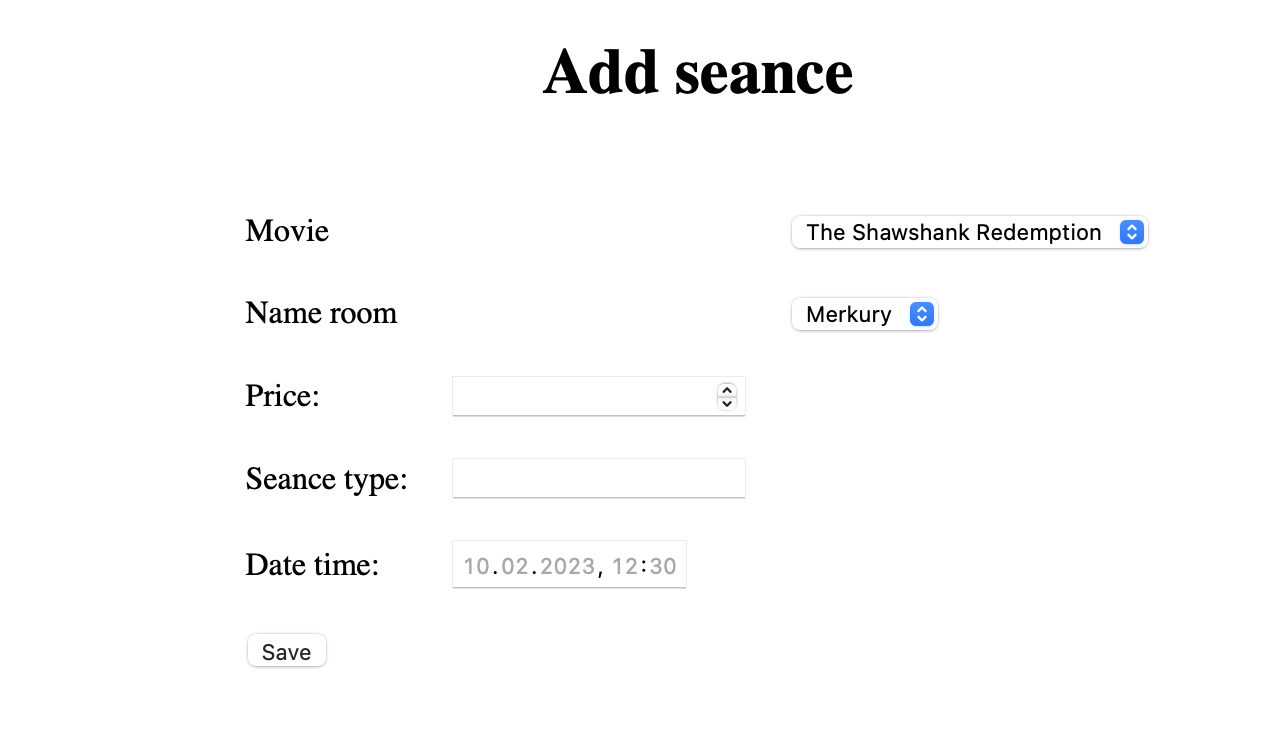 Add seance
Movie The Shawshank Redemption
Name room Merkury
Price:
Seance type:
Date time: 10.02.2023, 12:30
Save